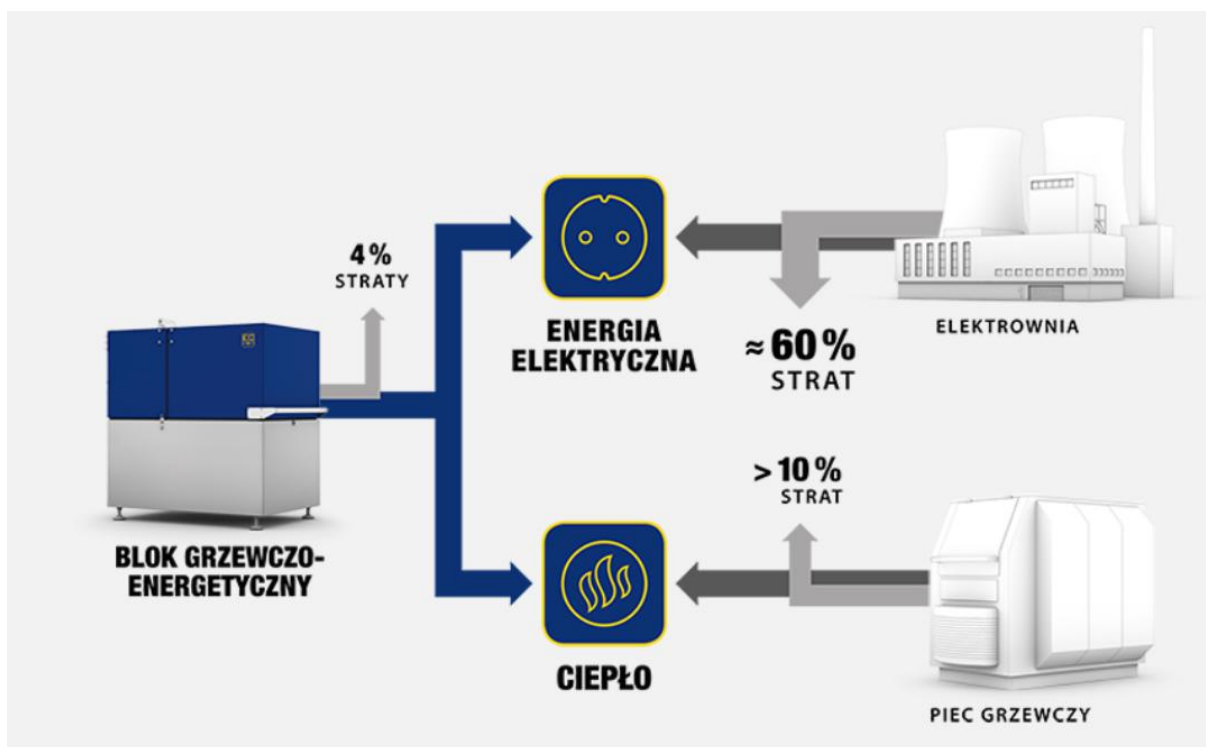 4%
STRATY
BLOK GRZEWCZO-
ENERGETYCZNY
ENERGIA
ELEKTRYCZNA
≈ 60%
STRAT
ELEKTROWNIA
> 10%
STRAT
CIEPŁO
PIEC GRZEWCZY